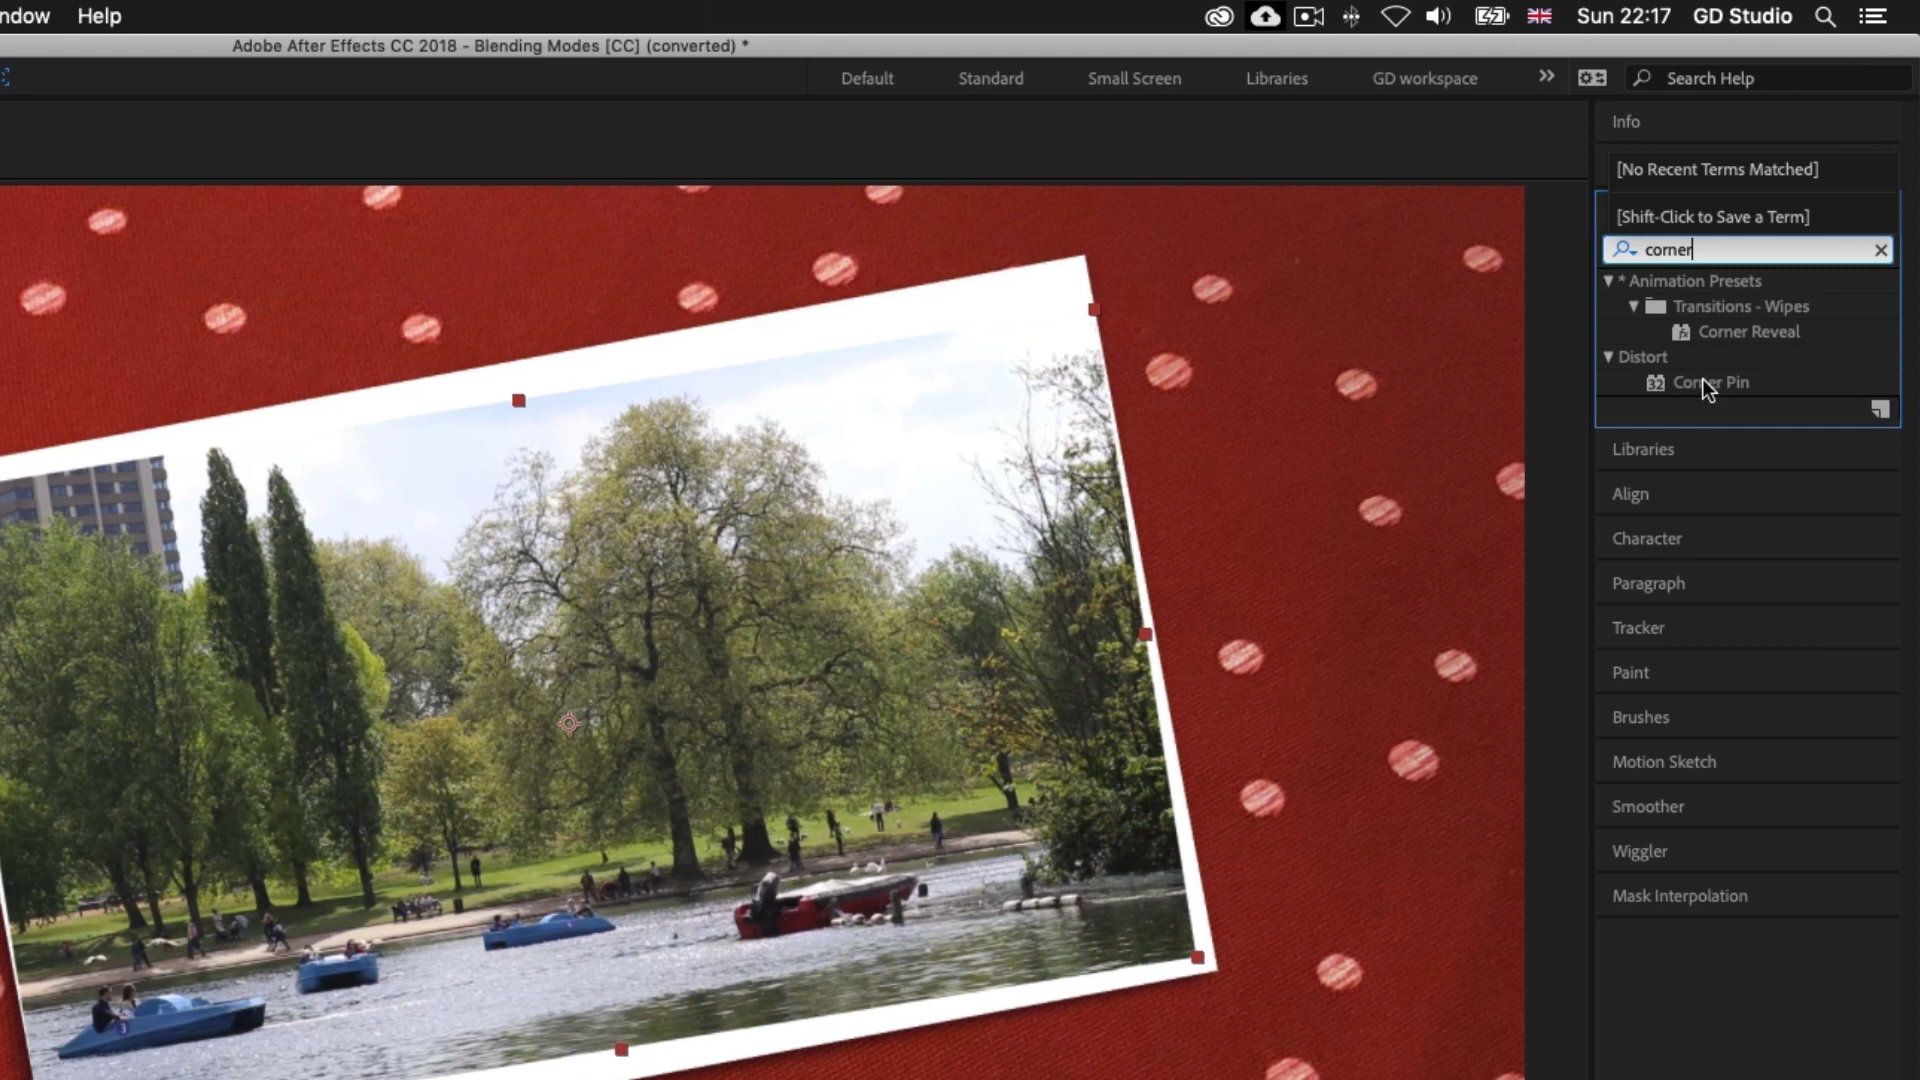 ndow Help Sun 22:17 GD Studio
Adobe After Effects CC 2018 - Blending Modes [CC] (converted) *
Default Standard Small Screen Libraries GD workspace Search Help
Info
[No Recent Terms Matched]
[Shift-Click to Save a Term]
corner
* Animation Presets
Transitions - Wipes
Corner Reveal
Distort
32 Corner Pin
Libraries
Align
Character
Paragraph
Tracker
Paint
Brushes
Motion Sketch
Smoother
Wiggler
Mask Interpolation
3